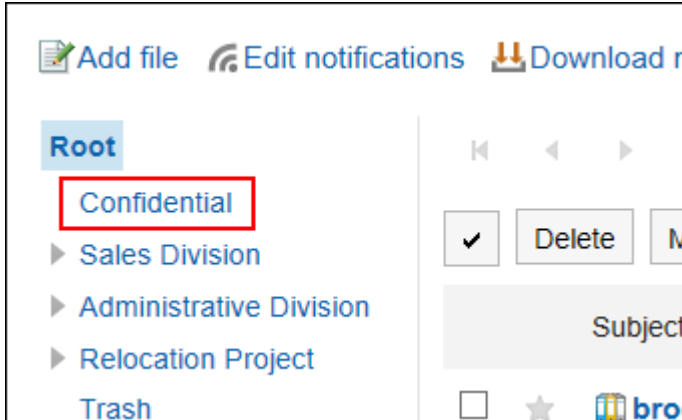 Add file Edit notifications Download
Root
Confidential
Sales Division
Administrative Division
Relocation Project
Trash
Delete
Subject